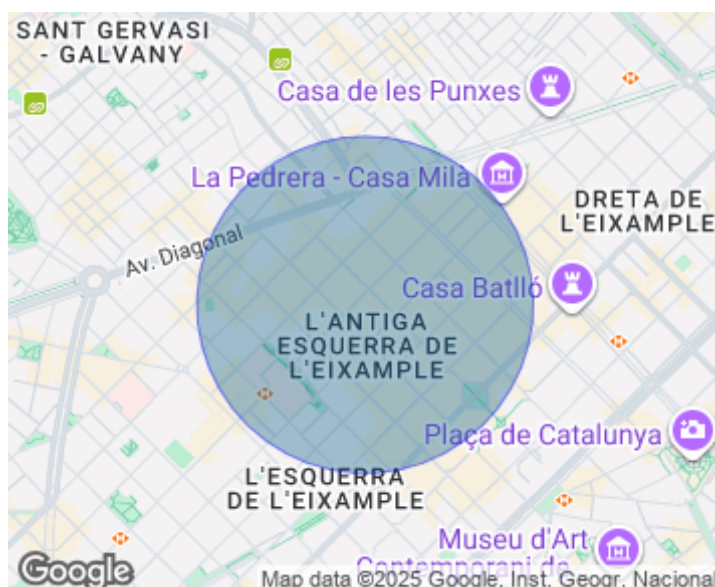 SANT GERVASI
- GALVANY
Casa de les Punxes
La Pedrera - Casa Milà
DRETA DE
L'EIXAMPLE
Av. Diagonal
Casa Batlló
L'ANTIGA
ESQUERRA DE
L'EIXAMPLE
Plaça de Catalunya
L'ESQUERRA
DE L'EIXAMPLE
Museu d'Art
Contemporani de
Google
Map data ©2025 Google, Inst. Geogr. Nacional